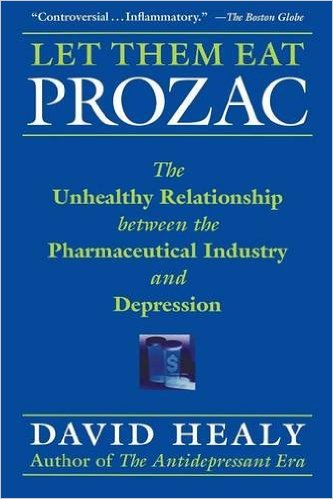 “Controversial . . . Inflammatory.” —The Boston Globe
LET THEM EAT
PROZAC
The
Unhealthy Relationship
between the
Pharmaceutical Industry
and
Depression
$
DAVID HEALY
Author of The Antidepressant Era